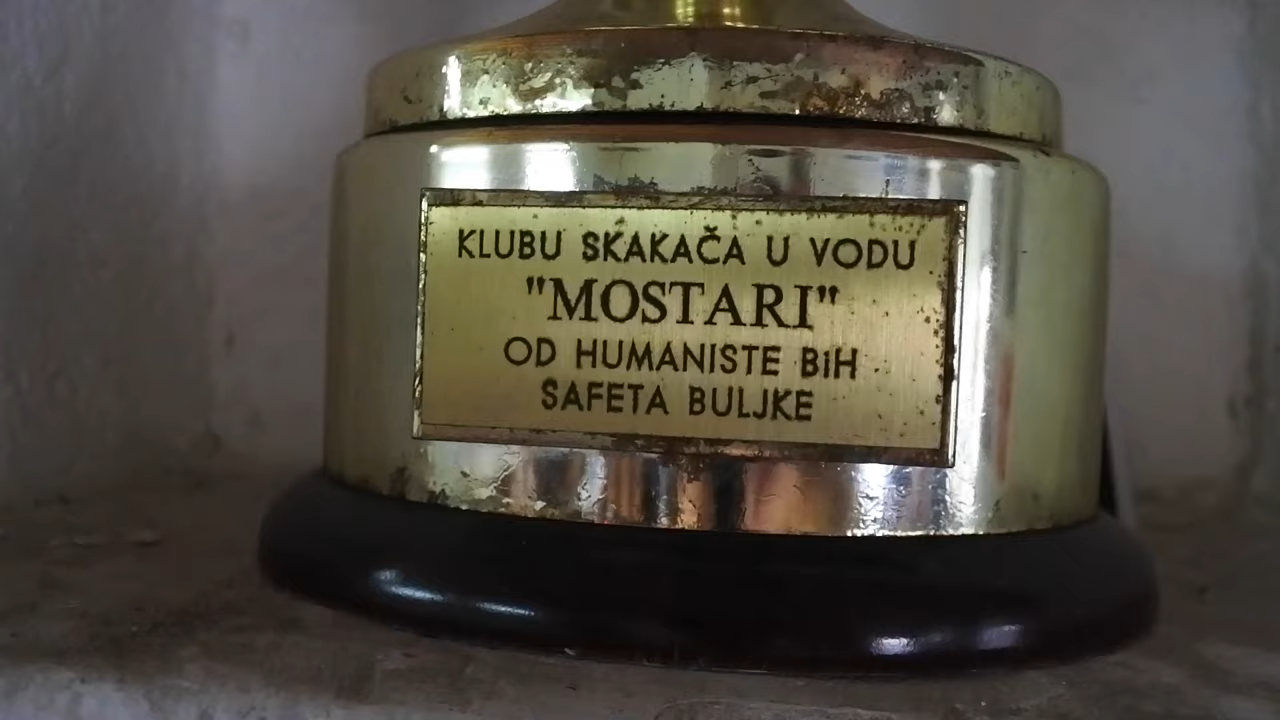 KLUBU SKAKAČA U VODU
"MOSTARI"
OD HUMANISTE BiH
SAFETA BULJKE